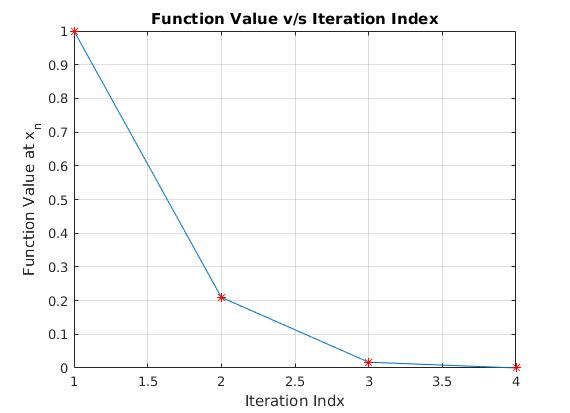 Function Value v/s Iteration Index
Function Value at x_n
1
0.9
0.8
0.7
0.6
0.5
0.4
0.3
0.2
0.1
0
1 1.5 2 2.5 3 3.5 4
Iteration Indx